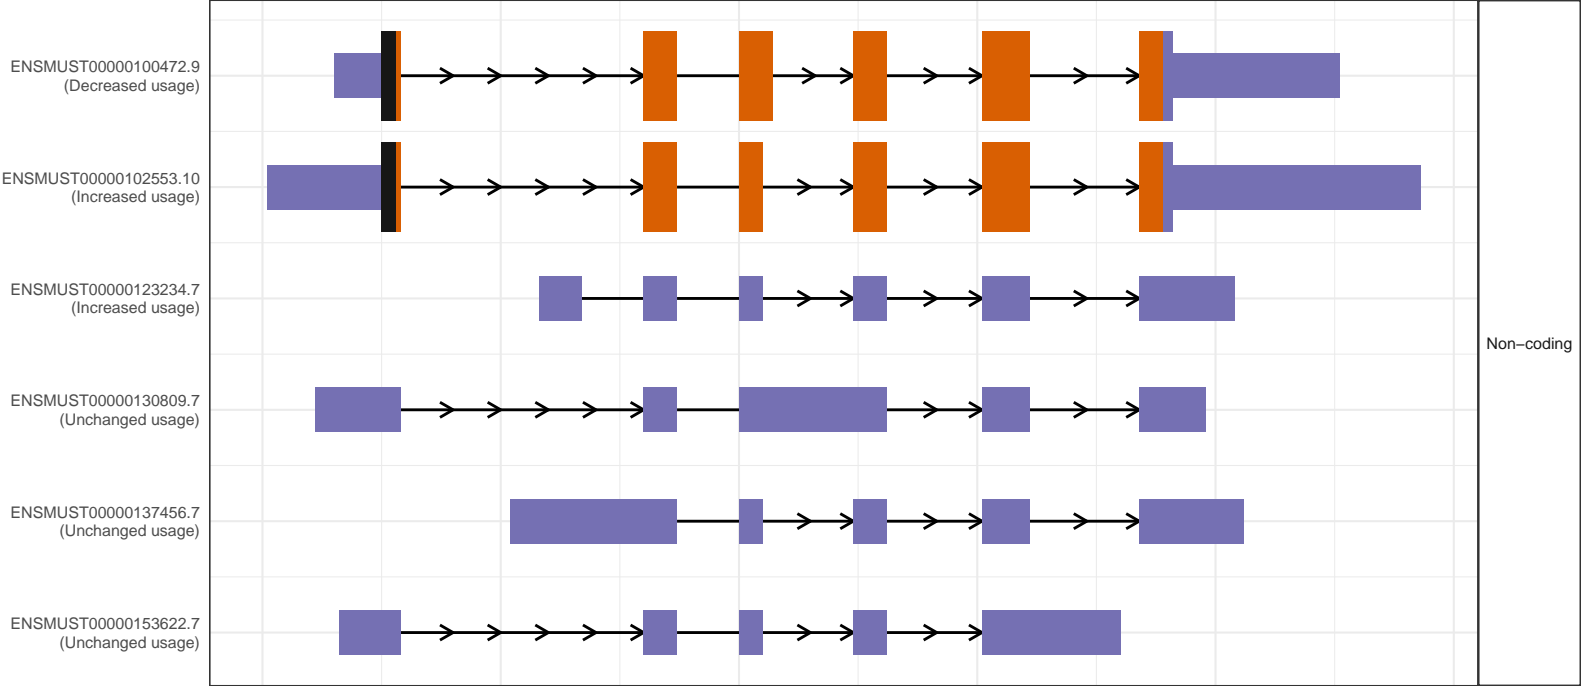 ENSMUST00000100472.9
(Decreased usage)
ENSMUST00000102553.10
(Increased usage)
ENSMUST00000123234.7
(Increased usage)
ENSMUST00000130809.7
(Unchanged usage)
ENSMUST00000137456.7
(Unchanged usage)
ENSMUST00000153622.7
(Unchanged usage)
Non−coding